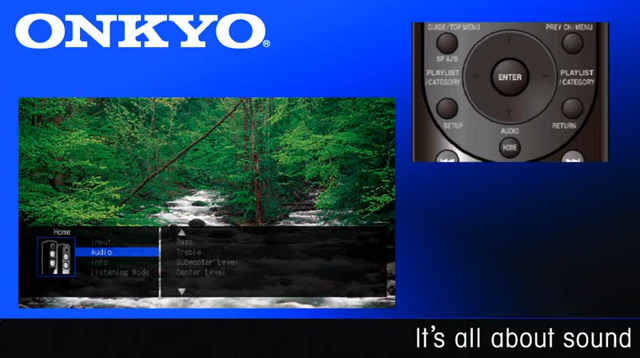 ONKYO®
GUIDE/TOP MENU
PREV CH/MENU
SP A/B
PLAYLIST
/CATEGORY
ENTER
PLAYLIST
/CATEGORY
SETUP
AUDIO
RETURN
HOME
Home
Input
Audio
Info
Listening Mode
Bass
Treble
Subwoofer Level
Center Level
It's all about sound